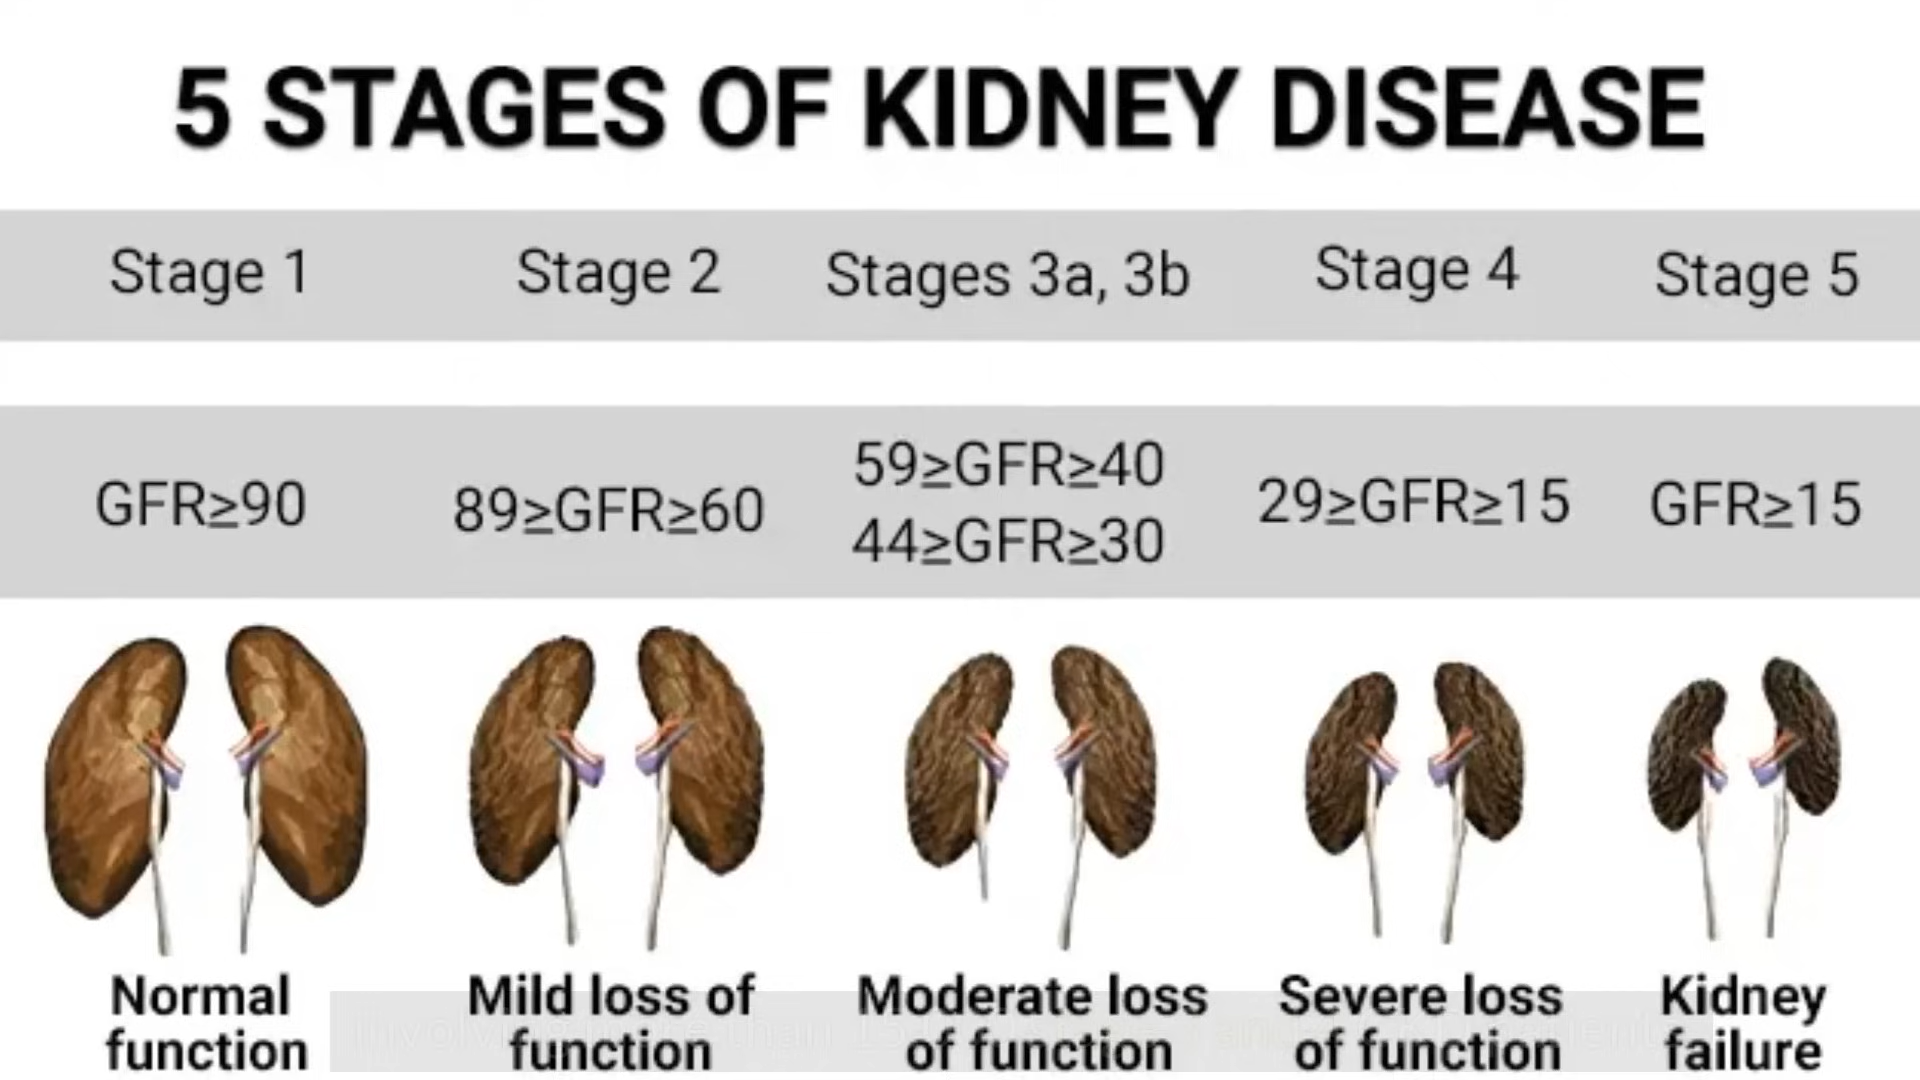 5 STAGES OF KIDNEY DISEASE
Stage 1
Stage 2
Stages 3a, 3b
Stage 4
Stage 5
GFR≥90
89≥GFR≥60
59≥GFR≥40
44≥GFR≥30
29≥GFR≥15
GFR≥15
Normal
function
Mild loss of
function
Moderate loss
of function
Severe loss
of function
Kidney
failure